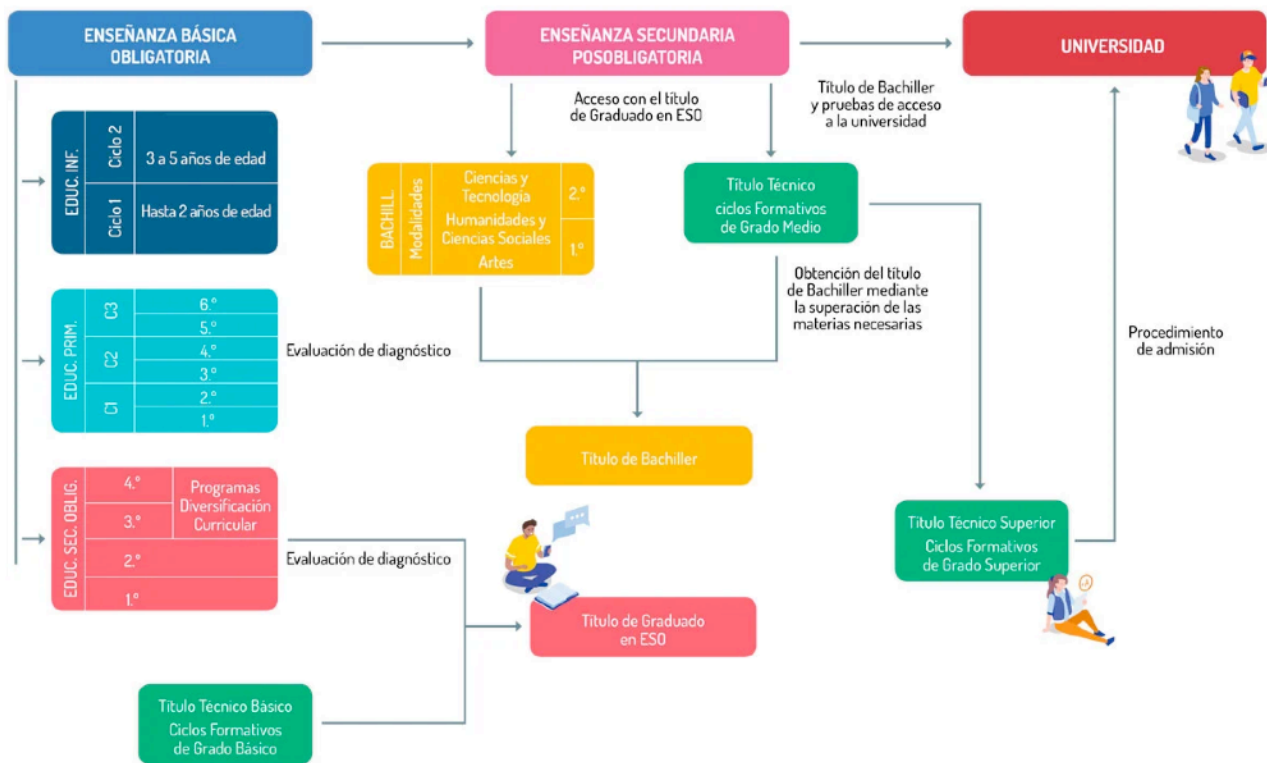 ENSEÑANZA BÁSICA
OBLIGATORIA
ENSEÑANZA SECUNDARIA
POSOBLIGATORIA
UNIVERSIDAD
Acceso con el título
de Graduado en ESO
Título de Bachiller
y pruebas de acceso
a la universidad
EDUC. INF.
Ciclo 2
3 a 5 años de edad
Ciclo 1
Hasta 2 años de edad
BACHILL.
Modalidades
Ciencias y
Tecnología
Humanidades y
Ciencias Sociales
Artes
2.º
1.º
Título Técnico
ciclos Formativos
de Grado Medio
Obtención del título
de Bachiller mediante
la superación de las
materias necesarias
Procedimiento
de admisión
EDUC. PRIM.
C3
6.º
5.º
C2
4.º
3.º
C1
2.º
1.º
Evaluación de diagnóstico
Título de Bachiller
EDUC. SEC. OBLIG.
4.º
3.º
Programas
Diversificación
Curricular
2.º
1.º
Evaluación de diagnóstico
Título Técnico Superior
Ciclos Formativos
de Grado Superior
Título de Graduado
en ESO
Título Técnico Básico
Ciclos Formativos
de Grado Básico